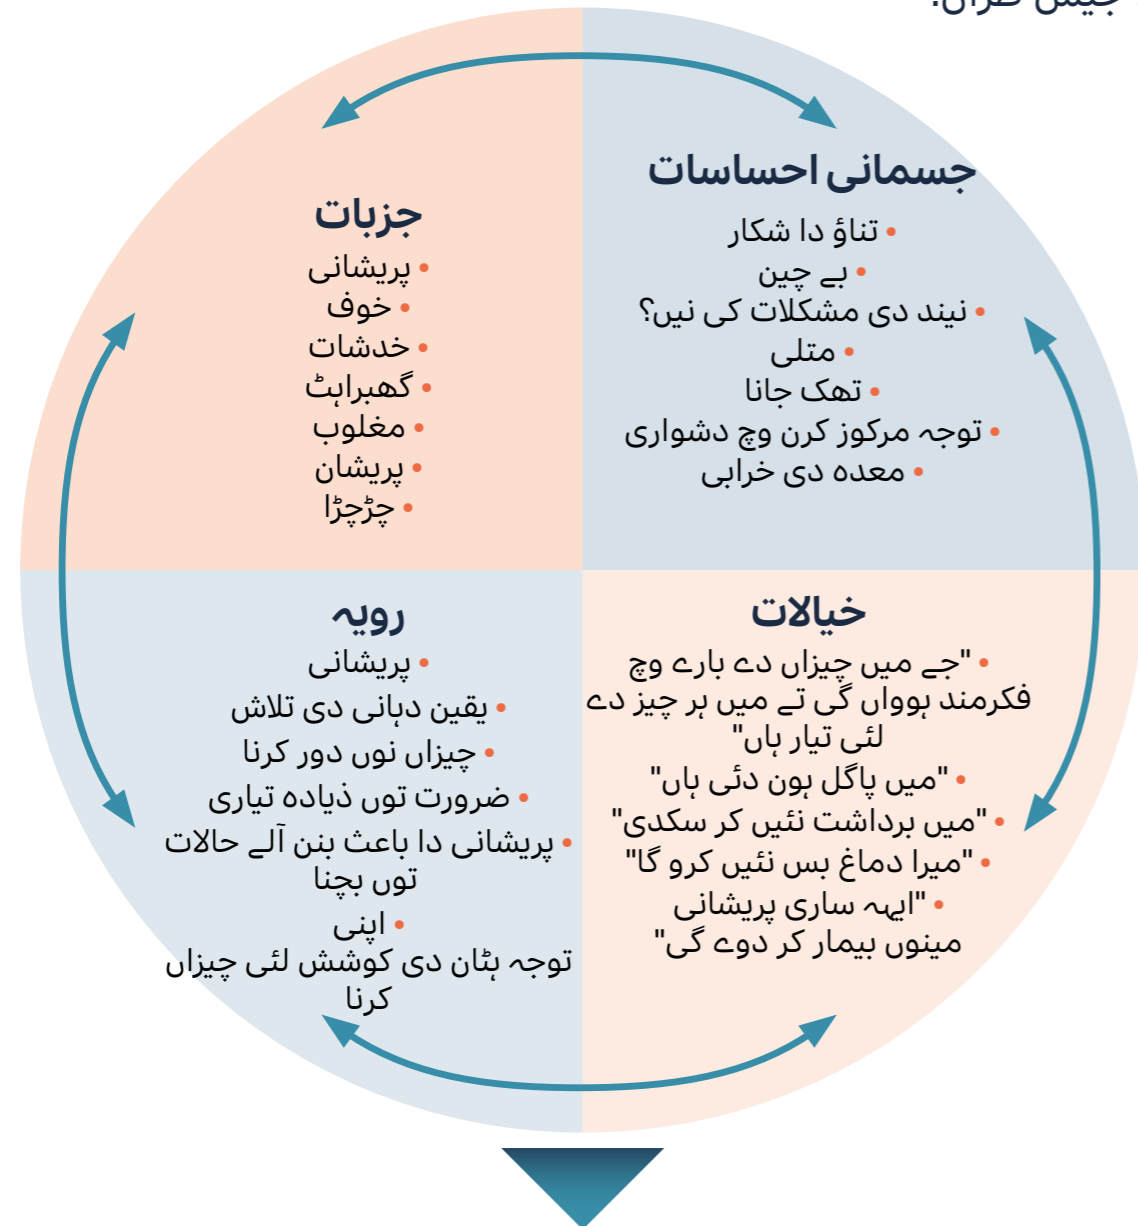 جیس طراں:
جسمانی احساسات
• تناؤ دا شکار
• بے چین
• نیند دی مشکلات کی نیں؟
• متلی
• تھک جانا
• توجہ مرکوز کرن وچ دشواری
• معدہ دی خرابی
جزبات
• پریشانی
• خوف
• خدشات
• گھبراہٹ
• مغلوب
• پریشان
• چڑچڑا
خیالات
• "جے میں چیزاں دے بارے وچ
فکرمند ہوواں گی تے میں ہر چیز دے
لئی تیار ہاں"
• "میں پاگل ہون دئی ہاں"
• "میں برداشت نئیں کر سکدی"
• "میرا دماغ بس نئیں کرو گا"
• "ایہہ ساری پریشانی
مینوں بیمار کر دوے گی"
رویہ
• پریشانی
• یقین دہانی دی تلاش
• چیزاں نوں دور کرنا
• ضرورت توں ذیادہ تیاری
• پریشانی دا باعث بنن آلے حالات
توں بچنا
• اپنی
توجہ ہٹان دی کوشش لئی چیزاں
کرنا